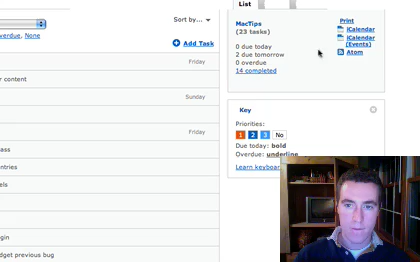 List
Sort by...
erdue, None
Add Task
Friday
r content
Sunday
Friday
ass
entries
els
gin
dget previous bug
MacTips
(23 tasks)
0 due today
2 due tomorrow
0 overdue
14 completed
Print
iCalendar
iCalendar
(Events)
Atom
Key
Priorities:
1 2 3 No
Due today: bold
Overdue: underline
Learn keyboar